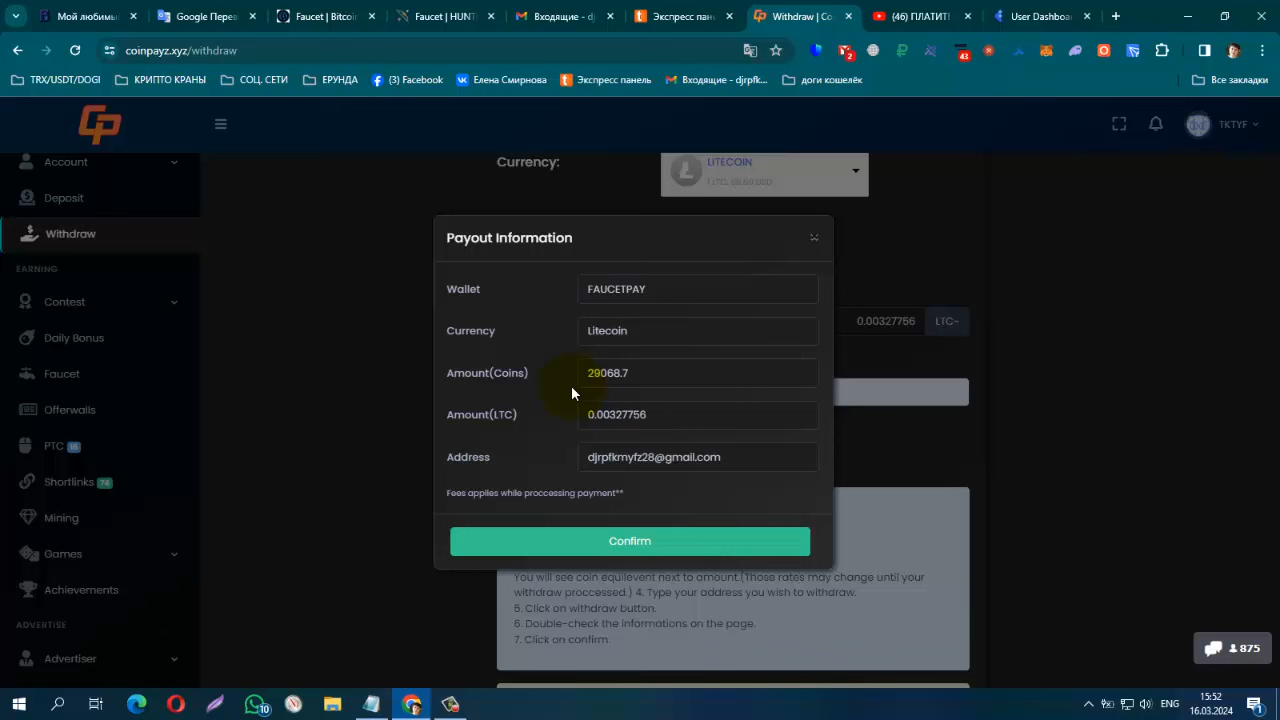 Мой любимы
Google Перев
Faucet | Bitcoi
Faucet | HUNT
Входящие - dj
Экспресс пан
Withdraw | Co
(46) ПЛАТИТ
User Dashboa
coinpayz.xyz/withdraw
2
43
TRX/USDT/DOGI
КРИПТО КРАНЫ
СОЦ. СЕТИ
ЕРУНДА
(3) Facebook
Елена Смирнова
Экспресс панель
Входящие - djrpfk...
доги кошелёк
Все закладки
CP
TKTYF
Account
Deposit
Withdraw
EARNING
Contest
Daily Bonus
Faucet
Offerwalls
PTC 16
Shortlinks 74
Mining
Games
Achievements
ADVERTISE
Advertiser
Currency:
LITECOIN
0.00327756 LTC~
Payout Information
Wallet FAUCETPAY
Currency Litecoin
Amount(Coins) 29068.7
Amount(LTC) 0.00327756
Address djrpfkmyfz28@gmail.com
Fees applies while proccessing payment**
Confirm
You will see coin equilevent next to amount.(Those rates may change until your
withdraw proccessed.) 4. Type your address you wish to withdraw.
5. Click on withdraw button.
6. Double-check the informations on the page.
7. Click on confirm.
875
10
ENG
15:52
16.03.2024
1